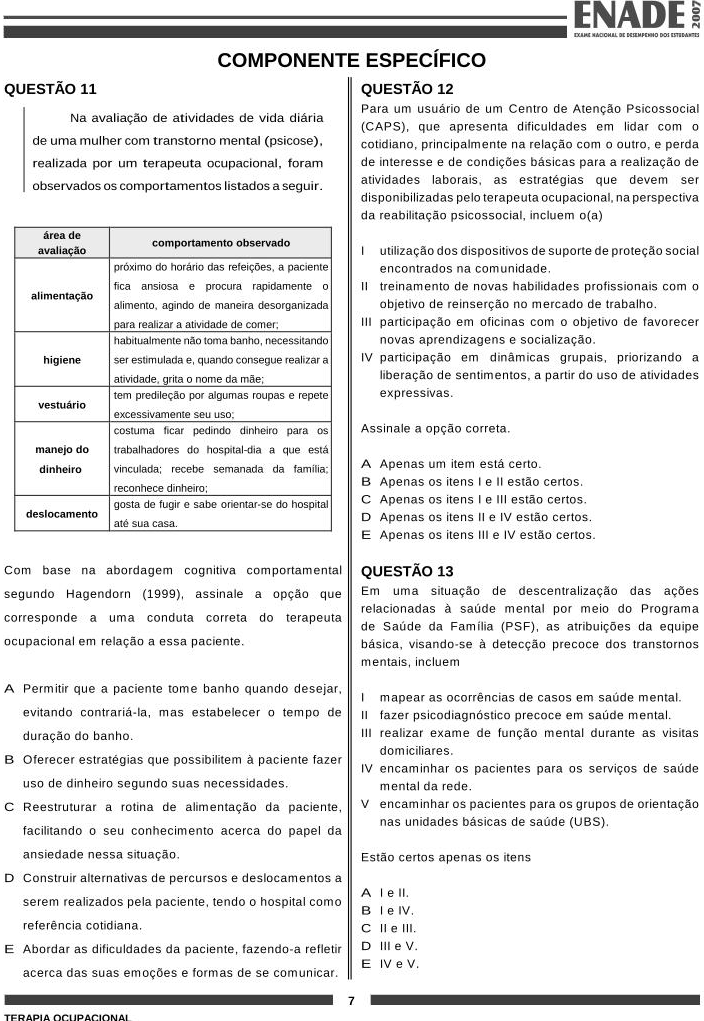 ENADE 2007
EXAME NACIONAL DE DESEMPENHO DOS ESTUDANTES
COMPONENTE ESPECÍFICO
QUESTÃO 11
Na avaliação de atividades de vida diária
de uma mulher com transtorno mental (psicose),
realizada por um terapeuta ocupacional, foram
observados os comportamentos listados a seguir.
área de
avaliação
comportamento observado
alimentação
próximo do horário das refeições, a paciente
fica ansiosa e procura rapidamente o
alimento, agindo de maneira desorganizada
para realizar a atividade de comer;
higiene
habitualmente não toma banho, necessitando
ser estimulada e, quando consegue realizar a
atividade, grita o nome da mãe;
vestuário
tem predileção por algumas roupas e repete
excessivamente seu uso;
manejo do
dinheiro
costuma ficar pedindo dinheiro para os
trabalhadores do hospital-dia a que está
vinculada; recebe semanada da família;
reconhece dinheiro;
deslocamento
gosta de fugir e sabe orientar-se do hospital
até sua casa.
Com base na abordagem cognitiva comportamental
segundo Hagendorn (1999), assinale a opção que
corresponde a uma conduta correta do terapeuta
ocupacional em relação a essa paciente.
A Permitir que a paciente tome banho quando desejar,
evitando contrariá-la, mas estabelecer o tempo de
duração do banho.
B Oferecer estratégias que possibilitem à paciente fazer
uso de dinheiro segundo suas necessidades.
C Reestruturar a rotina de alimentação da paciente,
facilitando o seu conhecimento acerca do papel da
ansiedade nessa situação.
D Construir alternativas de percursos e deslocamentos a
serem realizados pela paciente, tendo o hospital como
referência cotidiana.
E Abordar as dificuldades da paciente, fazendo-a refletir
acerca das suas emoções e formas de se comunicar.
QUESTÃO 12
Para um usuário de um Centro de Atenção Psicossocial
(CAPS), que apresenta dificuldades em lidar com o
cotidiano, principalmente na relação com o outro, e perda
de interesse e de condições básicas para a realização de
atividades laborais, as estratégias que devem ser
disponibilizadas pelo terapeuta ocupacional, na perspectiva
da reabilitação psicossocial, incluem o(a)
I utilização dos dispositivos de suporte de proteção social
encontrados na comunidade.
II treinamento de novas habilidades profissionais com o
objetivo de reinserção no mercado de trabalho.
III participação em oficinas com o objetivo de favorecer
novas aprendizagens e socialização.
IV participação em dinâmicas grupais, priorizando a
liberação de sentimentos, a partir do uso de atividades
expressivas.
Assinale a opção correta.
A Apenas um item está certo.
B Apenas os itens I e II estão certos.
C Apenas os itens I e III estão certos.
D Apenas os itens II e IV estão certos.
E Apenas os itens III e IV estão certos.
QUESTÃO 13
Em uma situação de descentralização das ações
relacionadas à saúde mental por meio do Programa
de Saúde da Família (PSF), as atribuições da equipe
básica, visando-se à detecção precoce dos transtornos
mentais, incluem
I mapear as ocorrências de casos em saúde mental.
II fazer psicodiagnóstico precoce em saúde mental.
III realizar exame de função mental durante as visitas
domiciliares.
IV encaminhar os pacientes para os serviços de saúde
mental da rede.
V encaminhar os pacientes para os grupos de orientação
nas unidades básicas de saúde (UBS).
Estão certos apenas os itens
A I e II.
B I e IV.
C II e III.
D III e V.
E IV e V.
7
TERAPIA OCUPACIONAL